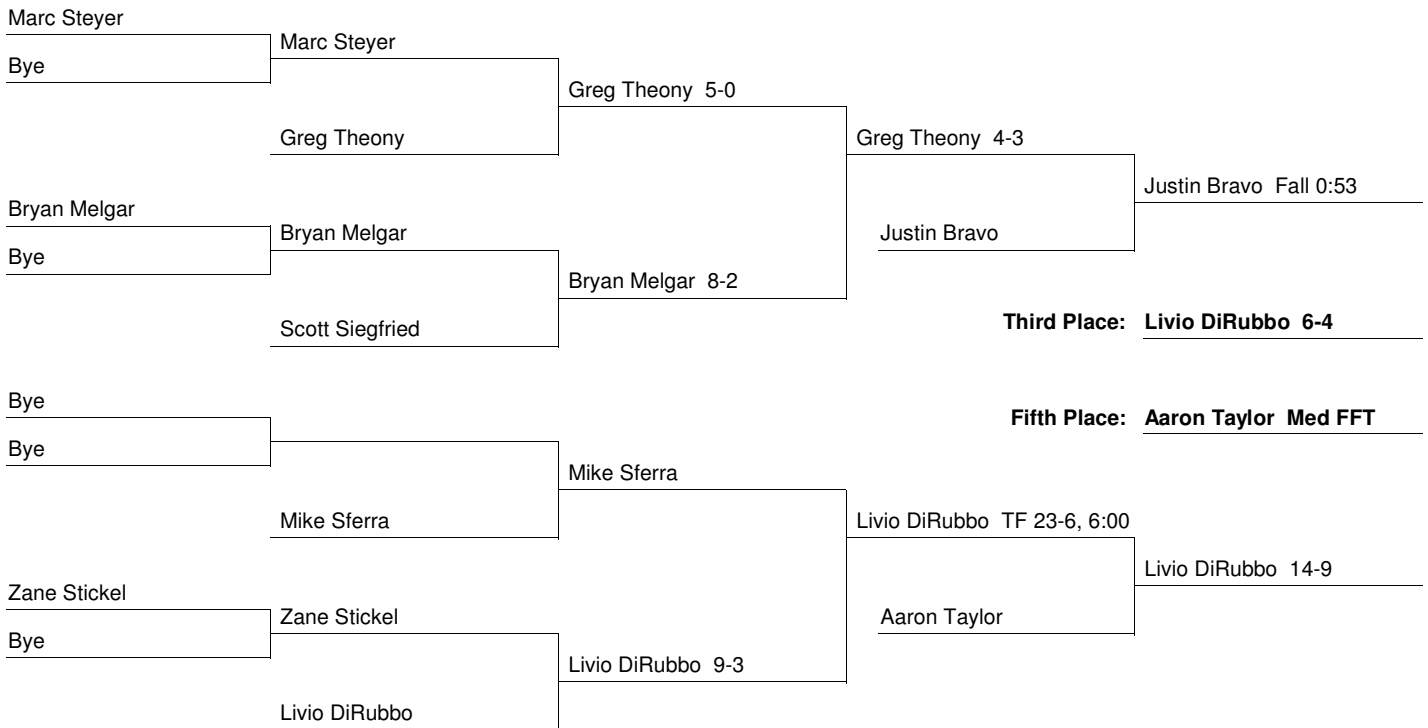 Marc Steyer
Marc Steyer
Bye
Greg Theony 5-0
Greg Theony
Greg Theony 4-3
Justin Bravo Fall 0:53
Bryan Melgar
Bryan Melgar
Justin Bravo
Bye
Bryan Melgar 8-2
Scott Siegfried
Third Place: Livio DiRubbo 6-4
Bye
Fifth Place: Aaron Taylor Med FFT
Bye
Mike Sferra
Mike Sferra
Livio DiRubbo TF 23-6, 6:00
Livio DiRubbo 14-9
Zane Stickel
Zane Stickel
Aaron Taylor
Bye
Livio DiRubbo 9-3
Livio DiRubbo